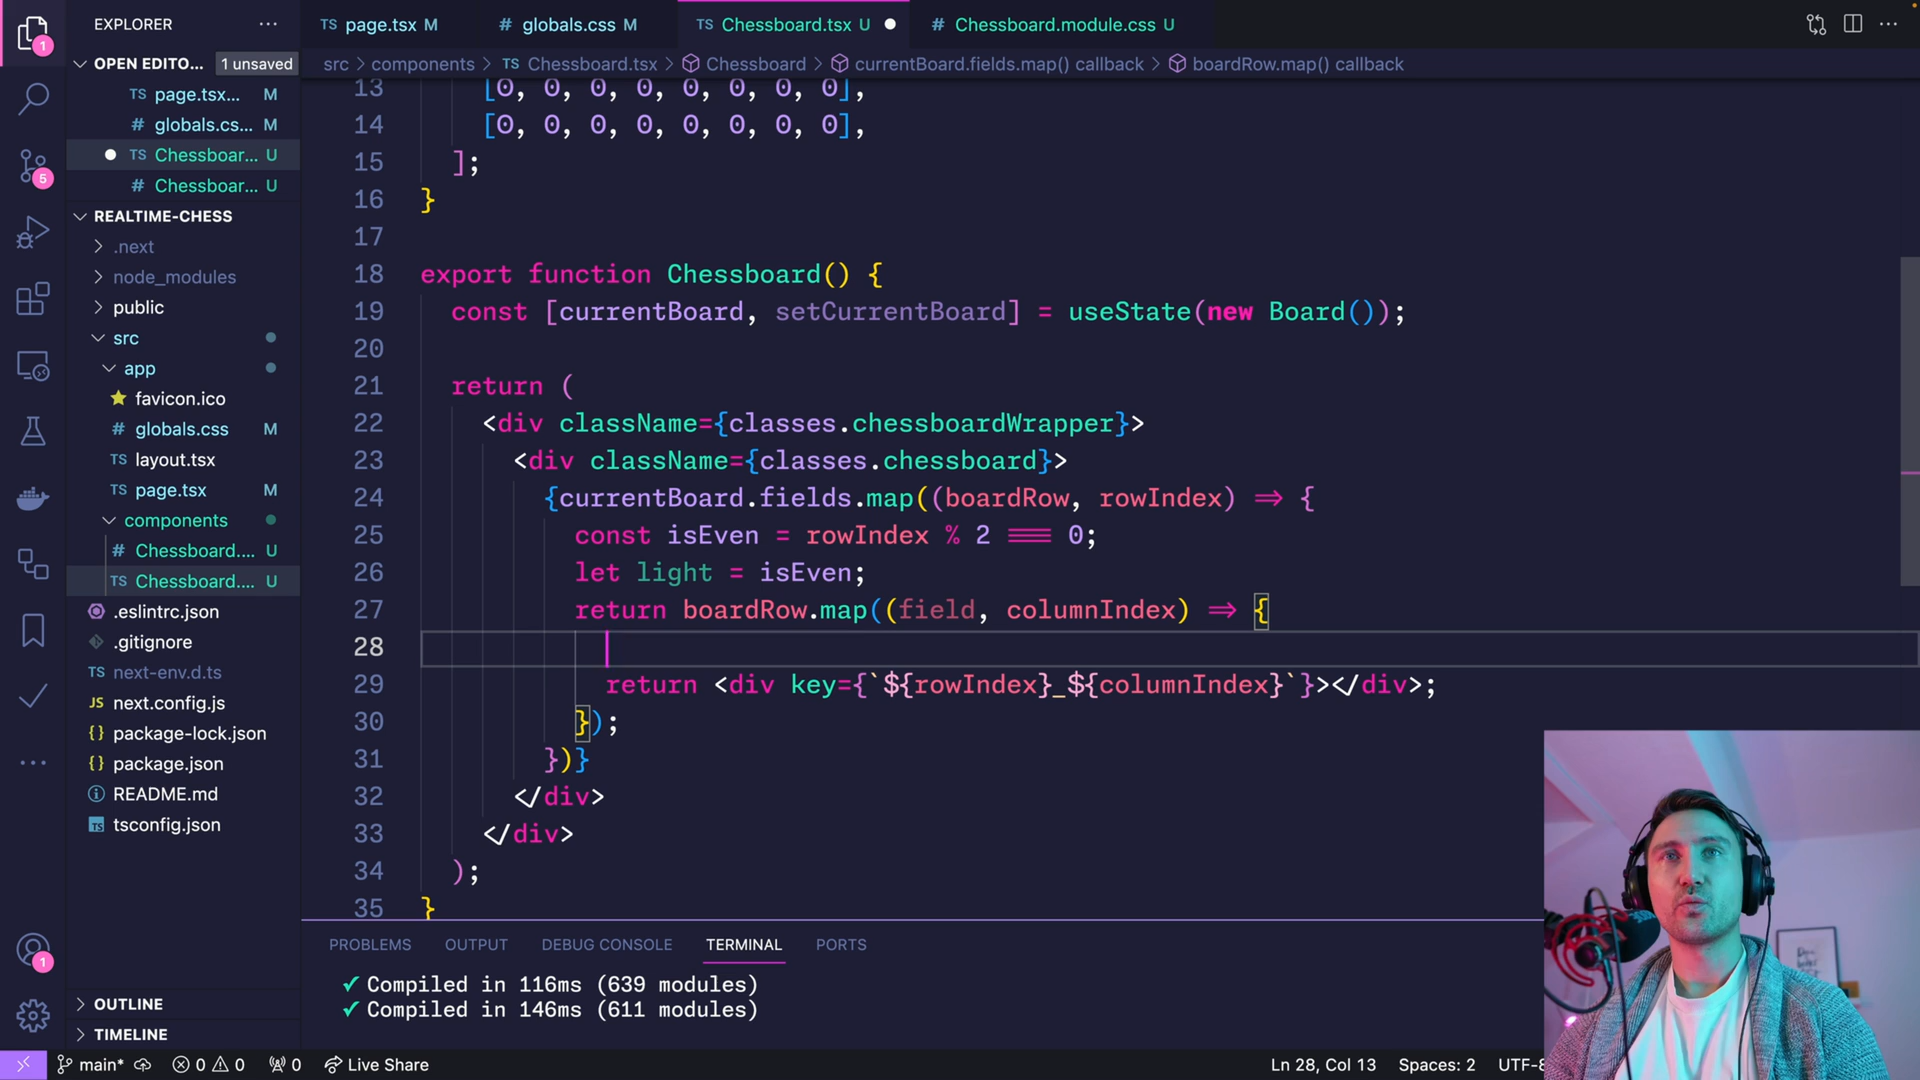 EXPLORER
OPEN EDITO...
1 unsaved
TS page.tsx... M
# globals.cs... M
TS Chessboar... U
# Chessboar... U
REALTIME-CHESS
.next
node_modules
public
src
app
favicon.ico
# globals.css M
TS layout.tsx
TS page.tsx M
components
# Chessboard.... U
TS Chessboard.... U
.eslintrc.json
.gitignore
TS next-env.d.ts
JS next.config.js
{} package-lock.json
{} package.json
README.md
TS tsconfig.json
OUTLINE
TIMELINE
1
5
1
TS page.tsx M
# globals.css M
TS Chessboard.tsx U
# Chessboard.module.css U
src > components > TS Chessboard.tsx > Chessboard > currentBoard.fields.map() callback > boardRow.map() callback
13 [0, 0, 0, 0, 0, 0, 0, 0],
14 [0, 0, 0, 0, 0, 0, 0, 0],
15 ];
16 }
17
18 export function Chessboard() {
19 const [currentBoard, setCurrentBoard] = useState(new Board());
20
21 return (
22 <div className={classes.chessboardWrapper}>
23 <div className={classes.chessboard}>
24 {currentBoard.fields.map((boardRow, rowIndex) => {
25 const isEven = rowIndex % 2 === 0;
26 let light = isEven;
27 return boardRow.map((field, columnIndex) => {
28
29 return <div key={`${rowIndex}_${columnIndex}`}></div>;
30 });
31 })}
32 </div>
33 </div>
34 );
35 }
PROBLEMS
OUTPUT
DEBUG CONSOLE
TERMINAL
PORTS
✓ Compiled in 116ms (639 modules)
✓ Compiled in 146ms (611 modules)
main*
0
0
0
Live Share
Ln 28, Col 13
Spaces: 2
UTF-8